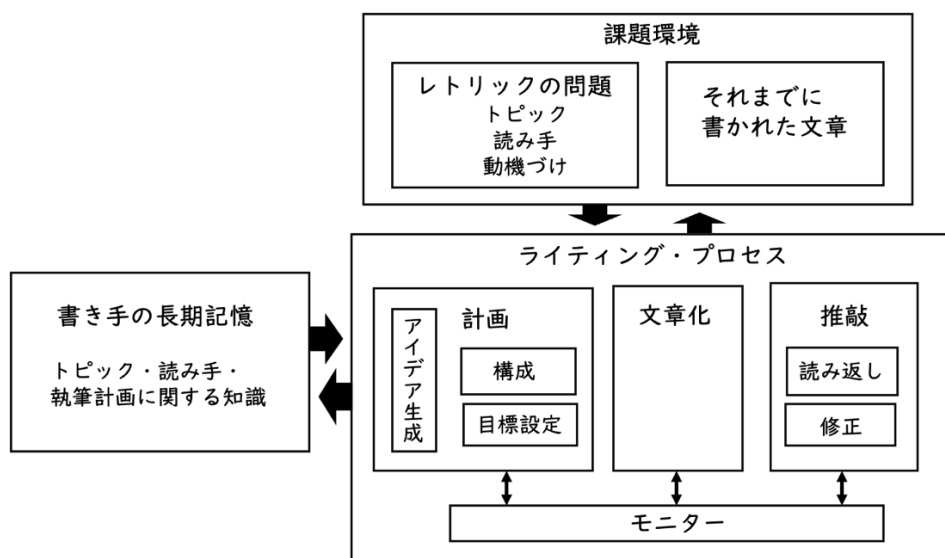 課題環境
レトリックの問題
トピック
読み手
動機づけ
それまでに
書かれた文章
ライティング・プロセス
書き手の長期記憶
トピック・読み手・
執筆計画に関する知識
計画
アイデア生成
構成
目標設定
文章化
推敲
読み返し
修正
モニター